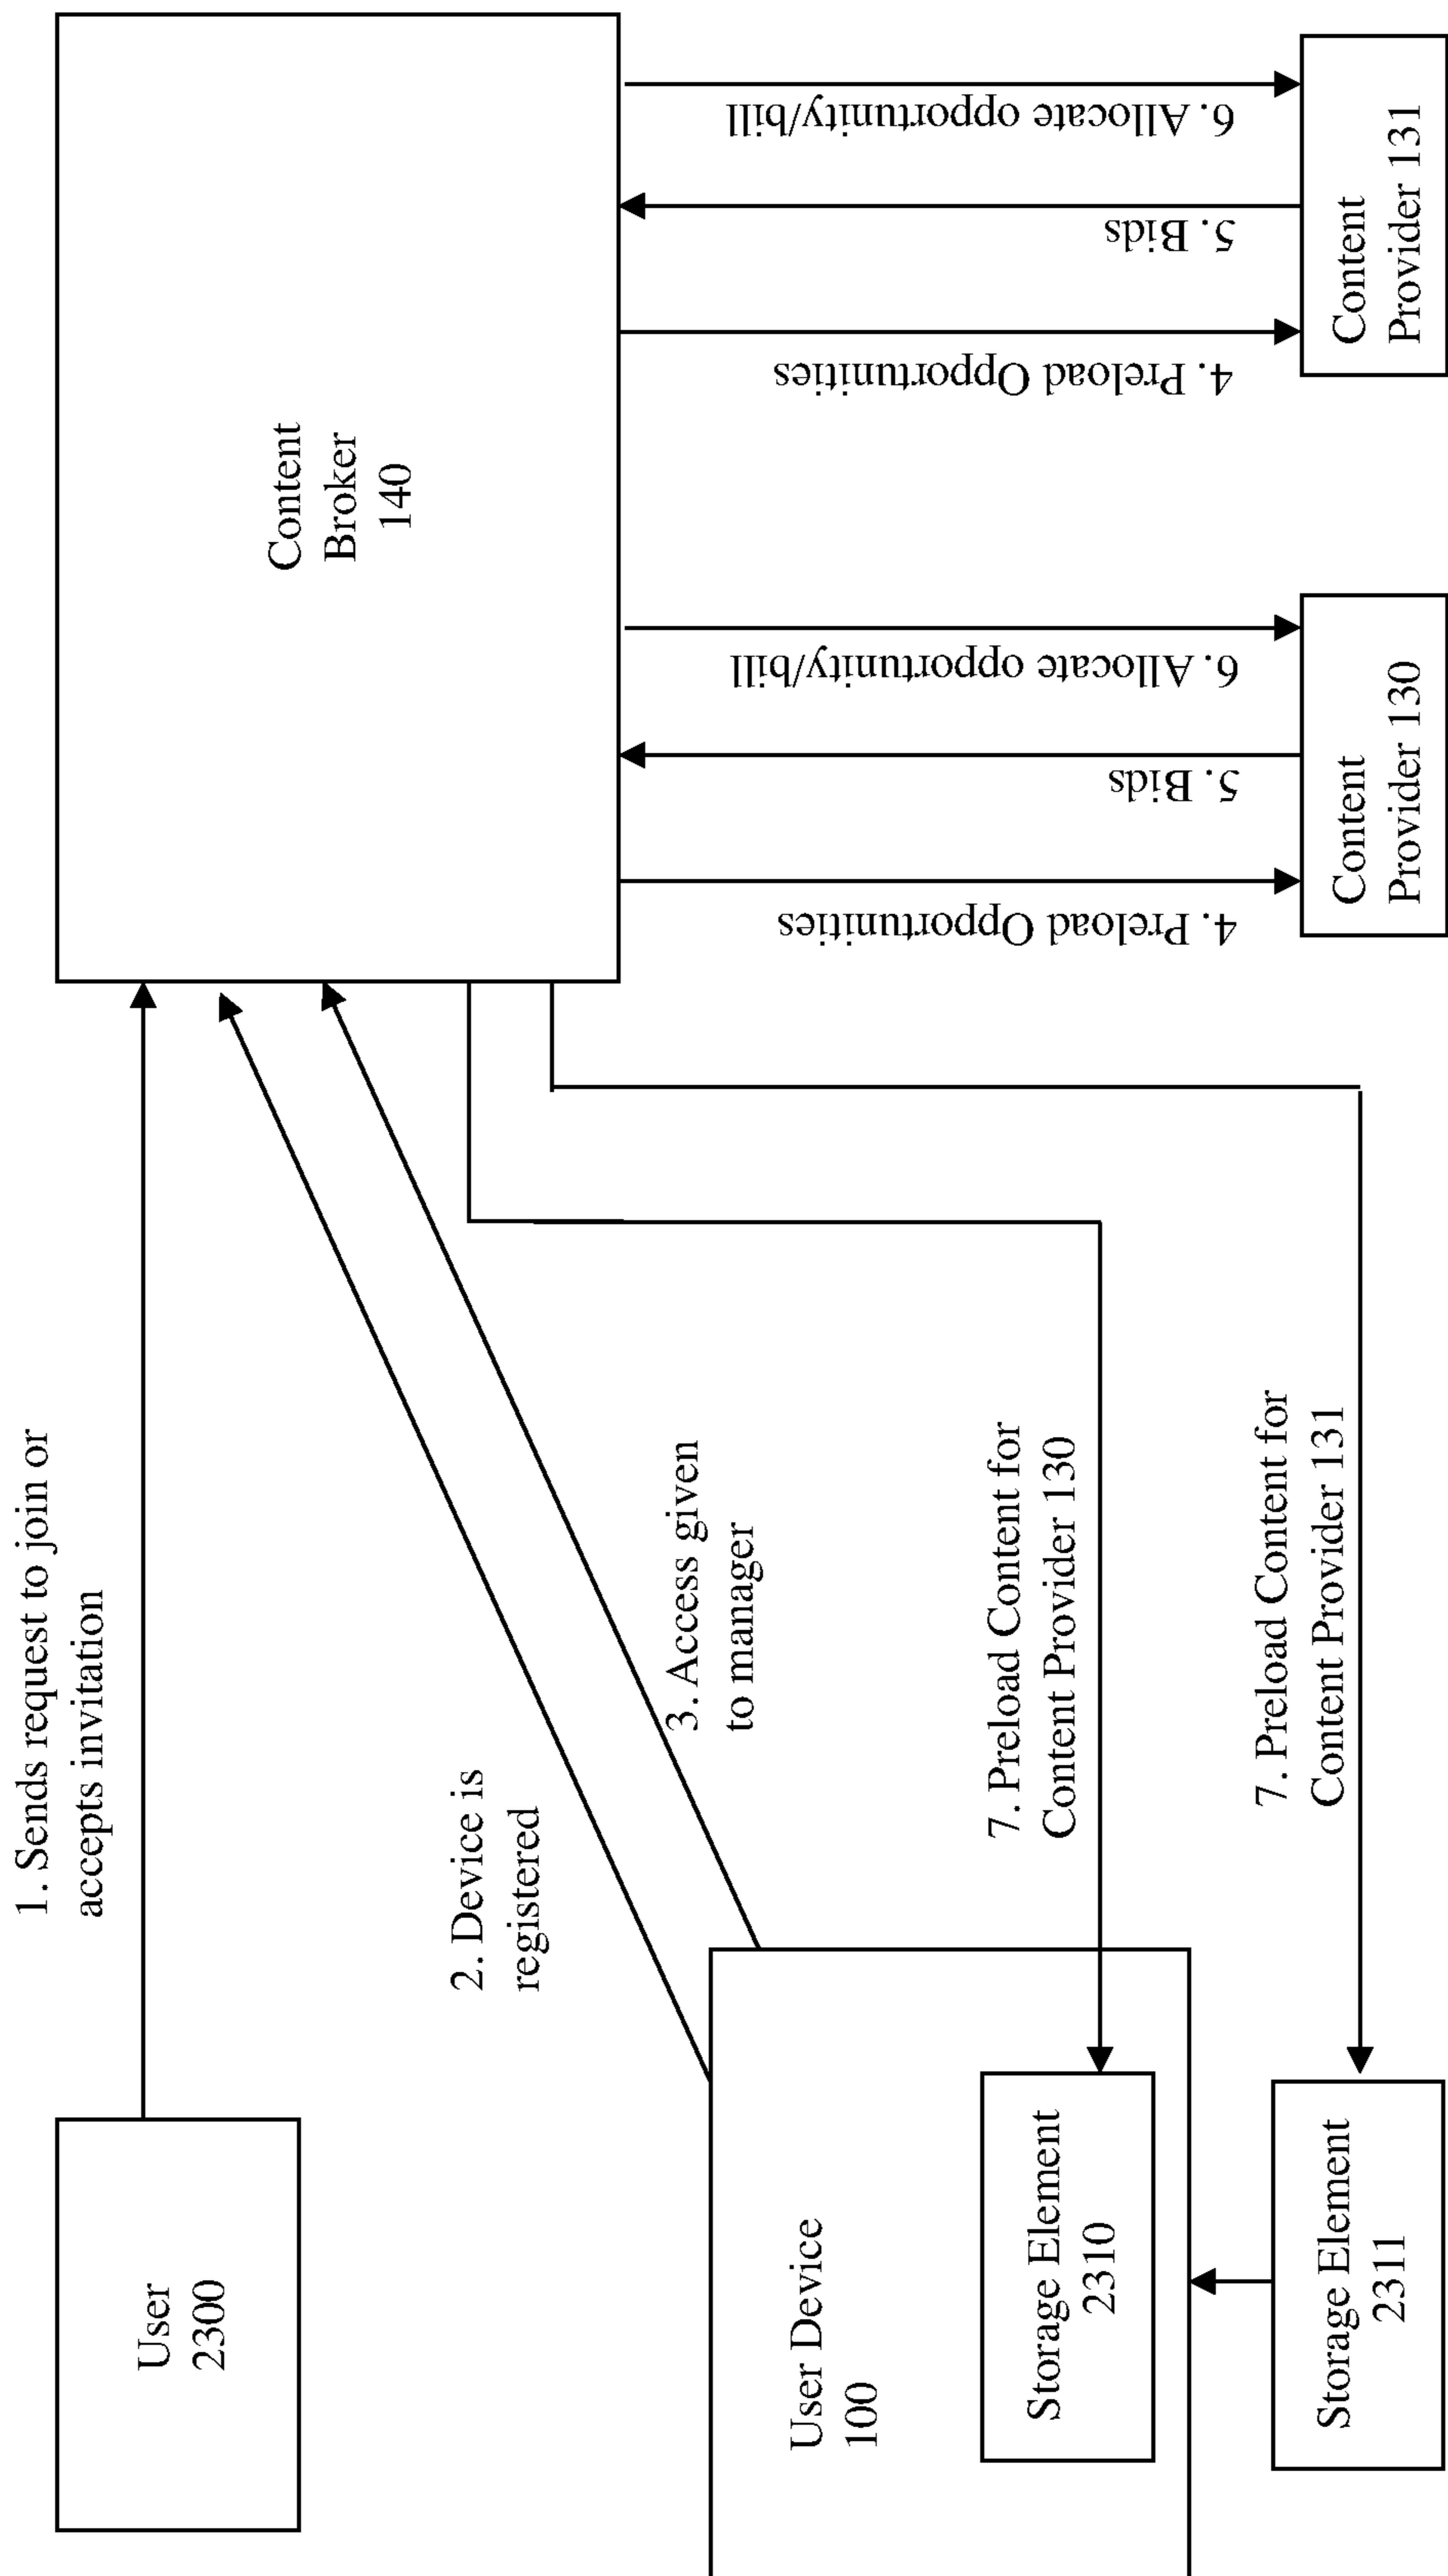 1. Sends request to join or
accepts invitation
User
2300
Content
Broker
140
2. Device is
registered
3. Access given
to manager
User Device
100
Storage Element
2310
Storage Element
2311
7. Preload Content for
Content Provider 130
7. Preload Content for
Content Provider 131
4. Preload Opportunities
5. Bids
6. Allocate opportunity/bill
4. Preload Opportunities
5. Bids
6. Allocate opportunity/bill
Content
Provider 130
Content
Provider 131